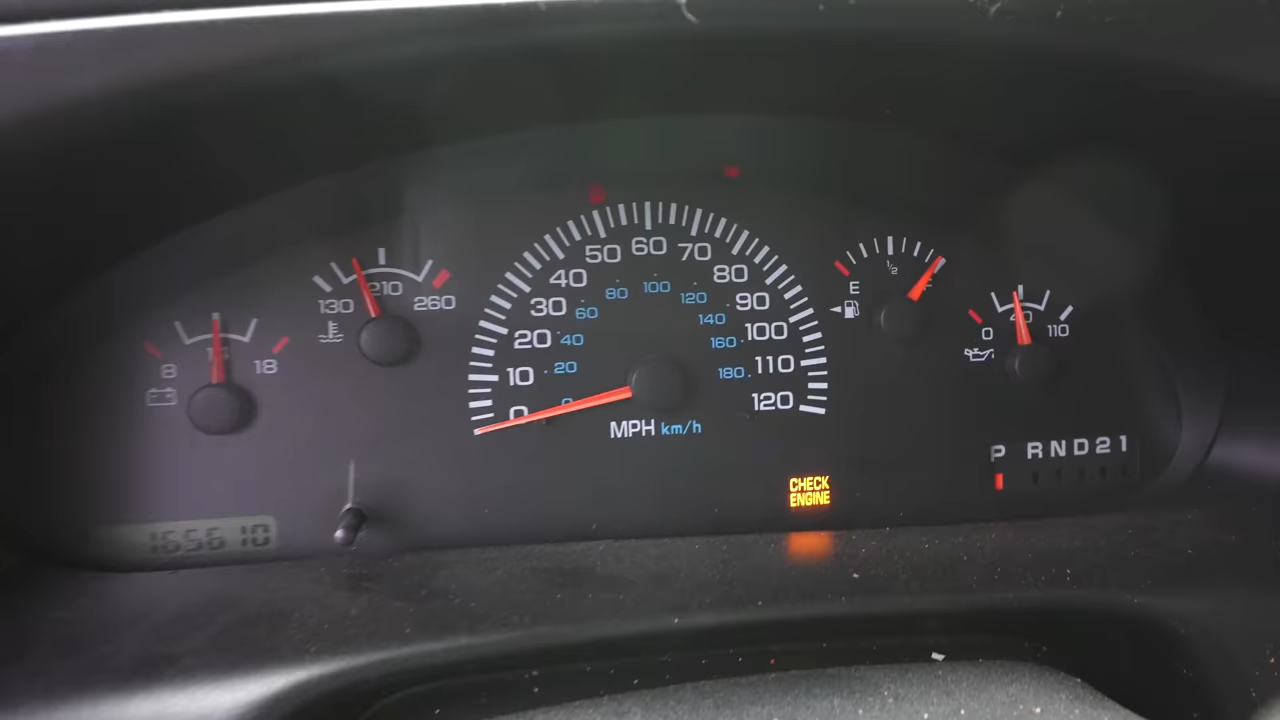 50 60 70
40 80
30 90
20 100
10 110
0 120
80 100 120
60 140
40 160
20 180
0
MPH km/h
130 210 260
8 18
E 1/2 F
0 40 110
P R N D 2 1
CHECK
ENGINE
165610